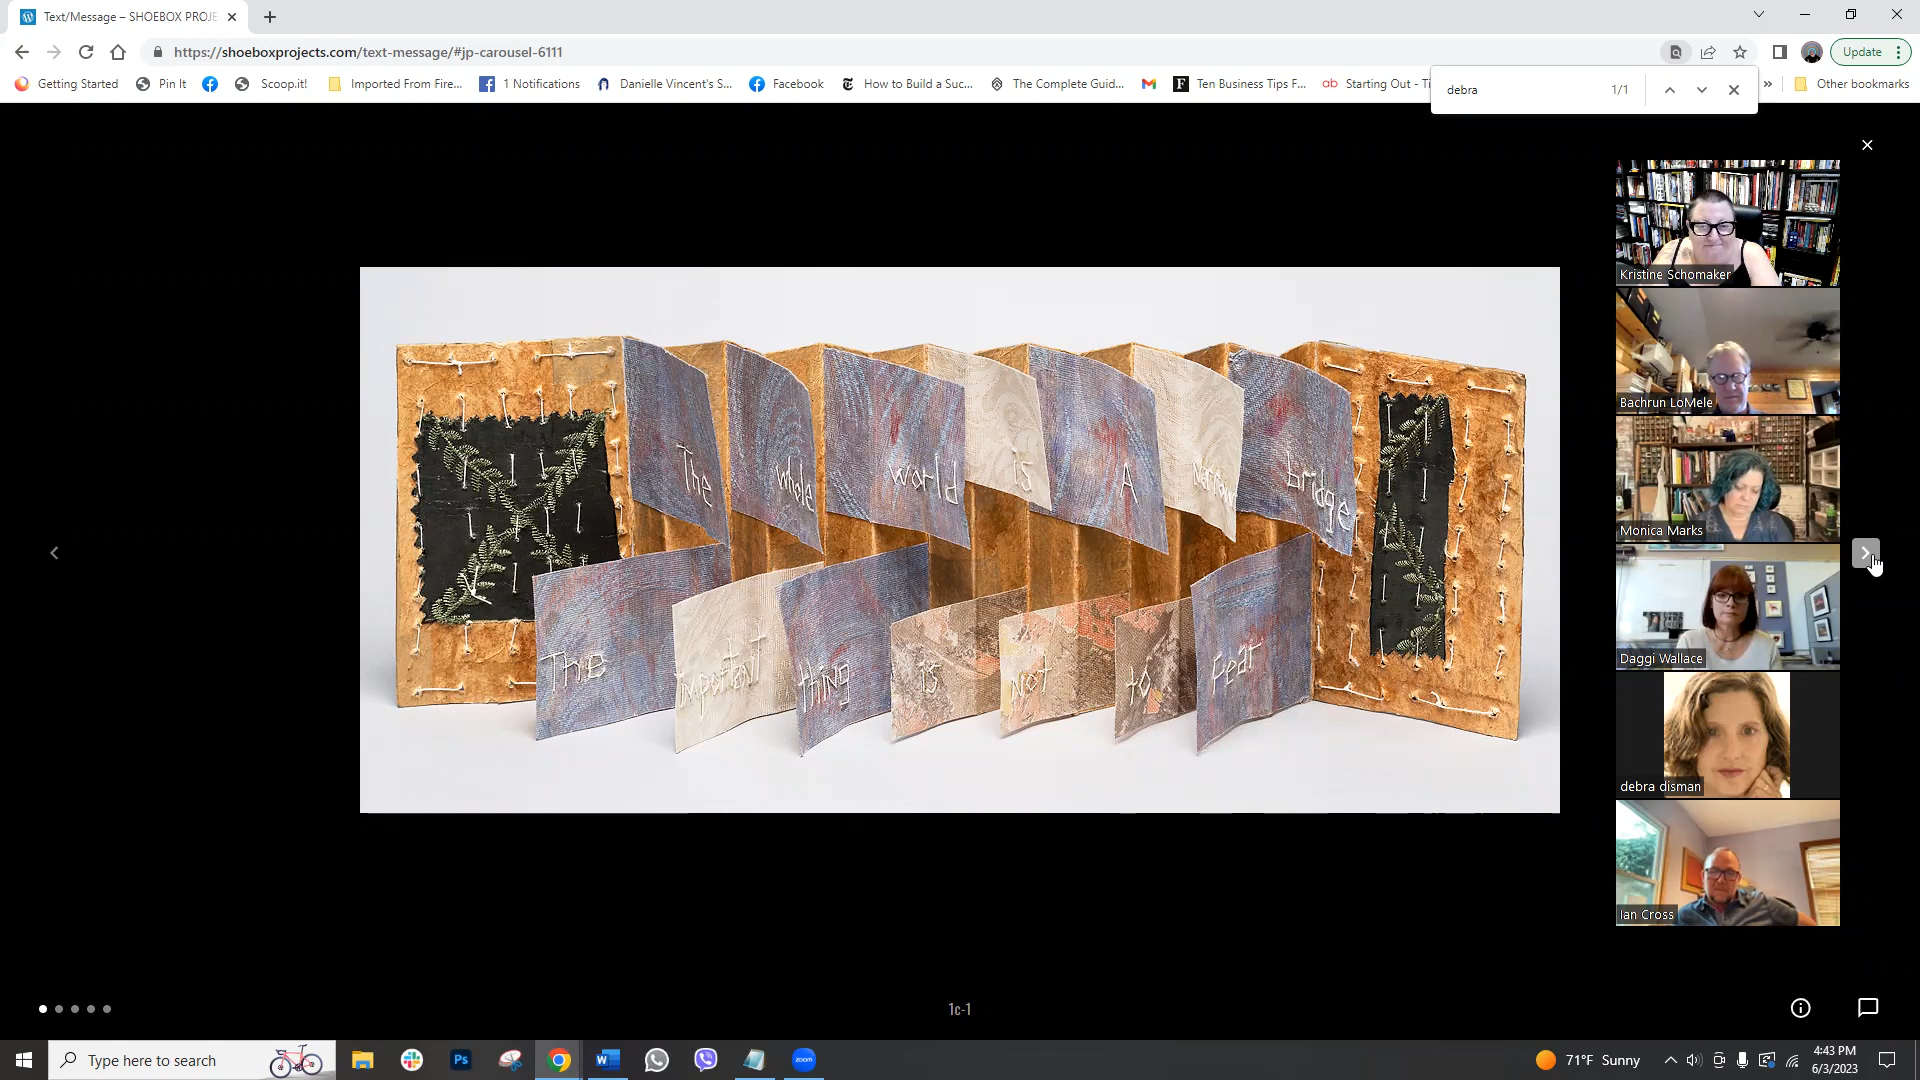 Text/Message – SHOEBOX PROJE
https://shoeboxprojects.com/text-message/#jp-carousel-6111
Update
Getting Started
Pin It
Scoop.it!
Imported From Fire...
1 Notifications
Danielle Vincent's S...
Facebook
How to Build a Suc...
The Complete Guid...
Ten Business Tips F...
ab Starting Out - Ti
»
Other bookmarks
debra
1/1
Kristine Schomaker
Bachrun LoMele
Monica Marks
Daggi Wallace
debra disman
Ian Cross
The whole world is A narrow bridge
The important thing is not to fear
1c-1
Type here to search
Ps
zoom
71°F Sunny
4:43 PM
6/3/2023